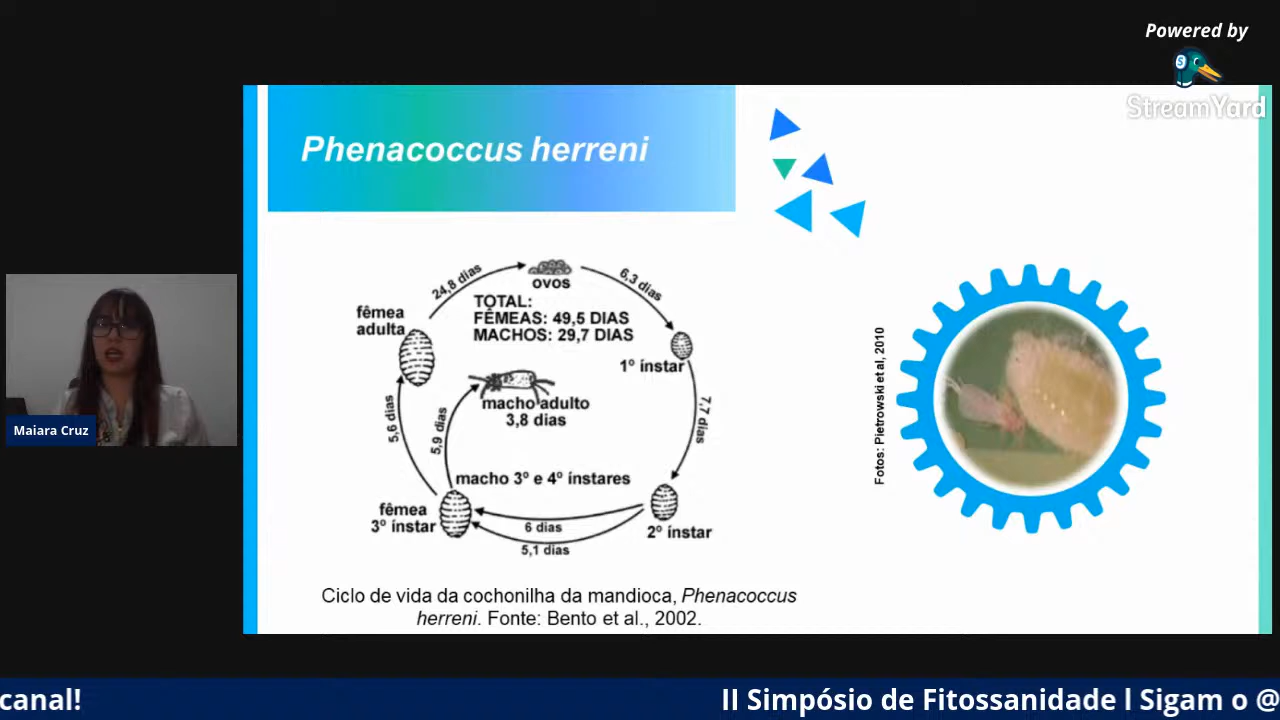 Powered by
StreamYard
Phenacoccus herreni
24,8 dias
ovos
6,3 dias
TOTAL:
FÊMEAS: 49,5 DIAS
MACHOS: 29,7 DIAS
fêmea
adulta
1º ínstar
macho adulto
3,8 dias
5,6 dias
5,9 dias
7,7 dias
macho 3º e 4º ínstares
fêmea
3º ínstar
6 dias
5,1 dias
2º ínstar
Fotos: Pietrowski et al, 2010
Maiara Cruz
Ciclo de vida da cochonilha da mandioca, Phenacoccus
herreni. Fonte: Bento et al., 2002.
canal! II Simpósio de Fitossanidade l Sigam o @